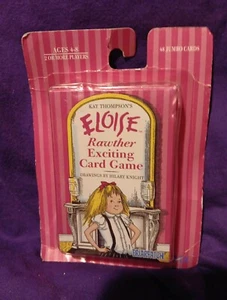 AGES 4-8
2 OR MORE PLAYERS
44 JUMBO CARDS
KAY THOMPSON'S
ELOISE
Rawther
Exciting
Card Game
DRAWINGS BY HILARY KNIGHT